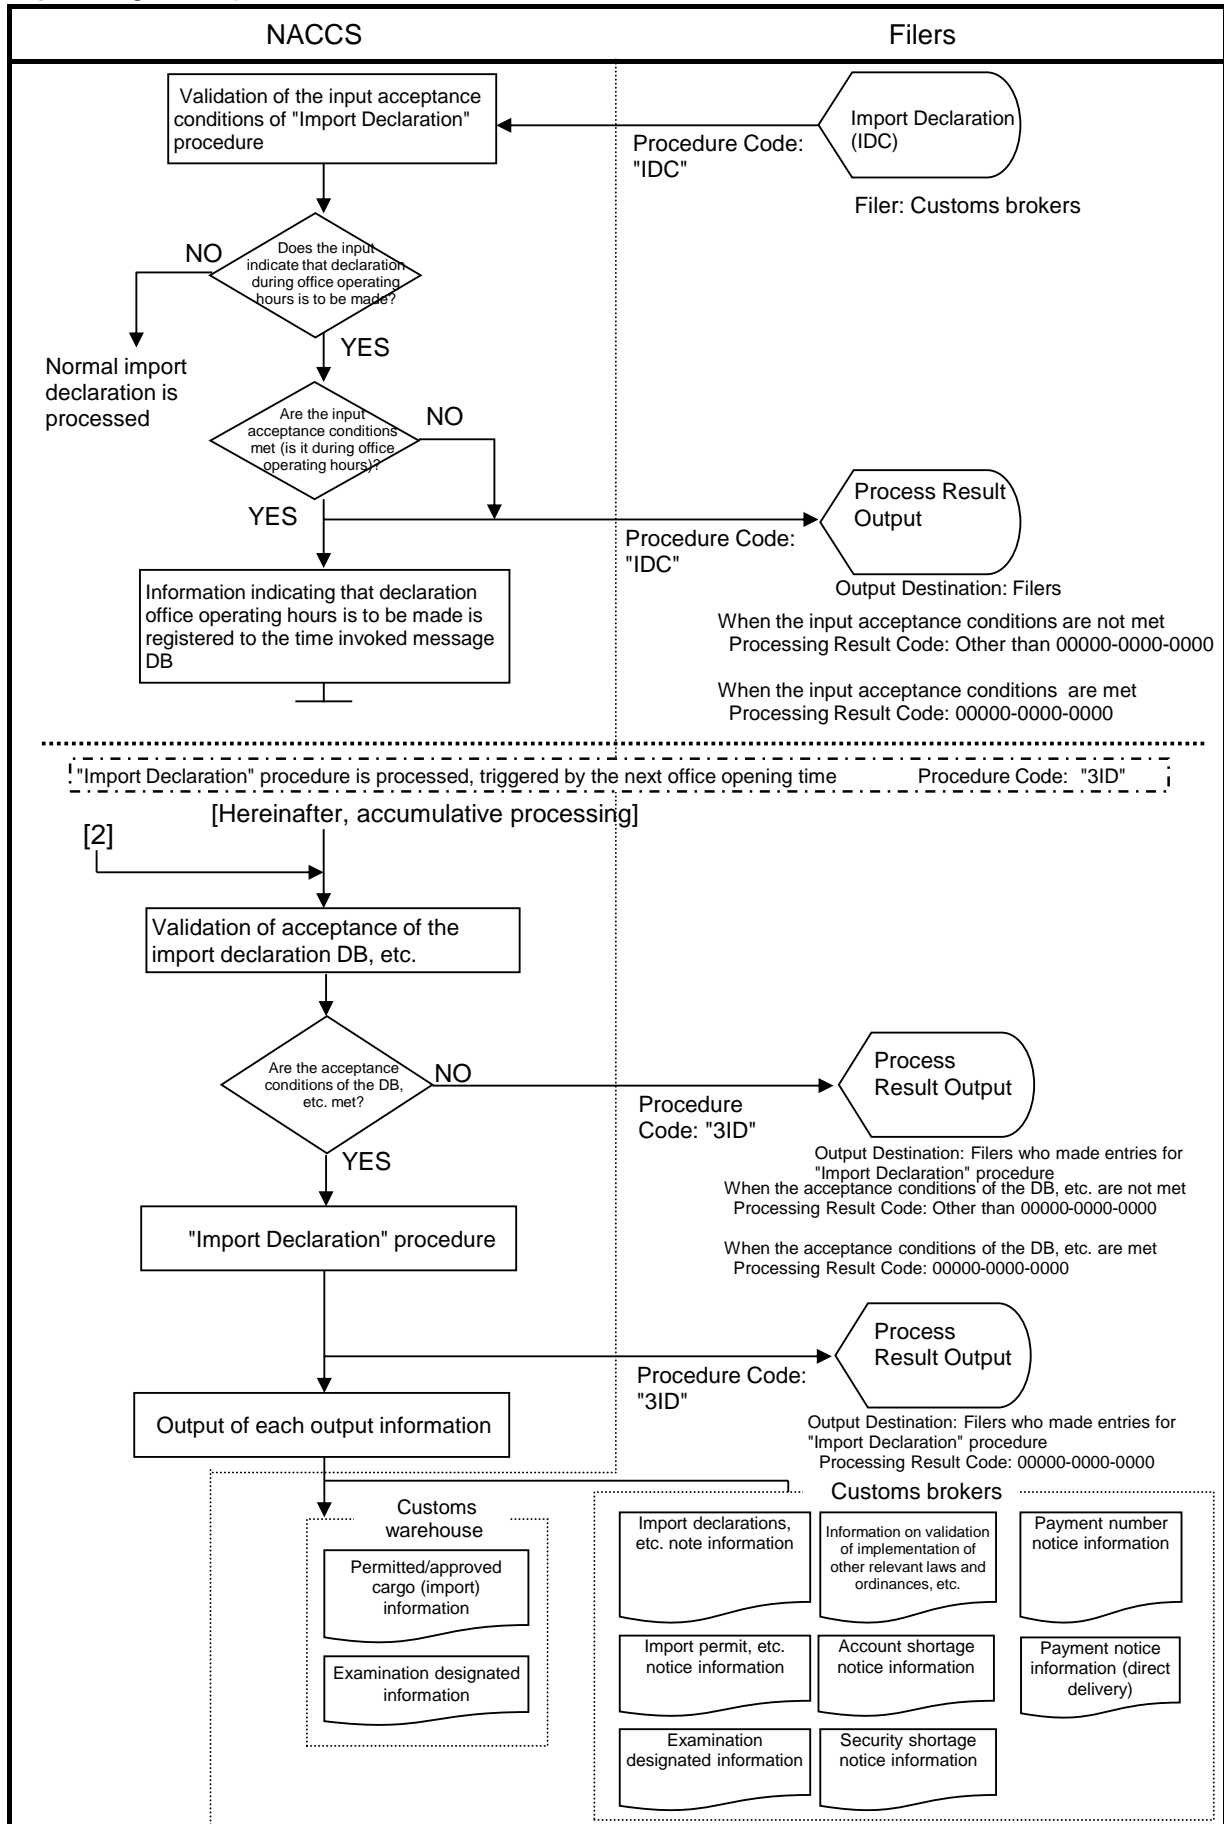 NACCS
Filers
Validation of the input acceptance
conditions of "Import Declaration"
procedure
Import Declaration
(IDC)
Procedure Code:
"IDC"
Filer: Customs brokers
NO
Does the input
indicate that declaration
during office operating
hours is to be made?
YES
Normal import
declaration is
processed
Are the input
acceptance conditions
met (is it during office
operating hours)?
NO
YES
Process Result
Output
Procedure Code:
"IDC"
Output Destination: Filers
Information indicating that declaration
office operating hours is to be made is
registered to the time invoked message
DB
When the input acceptance conditions are not met
Processing Result Code: Other than 00000-0000-0000
When the input acceptance conditions are met
Processing Result Code: 00000-0000-0000
"Import Declaration" procedure is processed, triggered by the next office opening time Procedure Code: "3ID"
[Hereinafter, accumulative processing]
[2]
Validation of acceptance of the
import declaration DB, etc.
Are the acceptance
conditions of the DB,
etc. met?
NO
YES
Process
Result Output
Procedure
Code: "3ID"
Output Destination: Filers who made entries for
"Import Declaration" procedure
When the acceptance conditions of the DB, etc. are not met
Processing Result Code: Other than 00000-0000-0000
When the acceptance conditions of the DB, etc. are met
Processing Result Code: 00000-0000-0000
"Import Declaration" procedure
Process
Result Output
Procedure Code:
"3ID"
Output Destination: Filers who made entries for
"Import Declaration" procedure
Processing Result Code: 00000-0000-0000
Output of each output information
Customs
warehouse
Permitted/approved
cargo (import)
information
Examination designated
information
Customs brokers
Import declarations,
etc. note information
Information on validation
of implementation of
other relevant laws and
ordinances, etc.
Payment number
notice information
Import permit, etc.
notice information
Account shortage
notice information
Payment notice
information (direct
delivery)
Examination
designated information
Security shortage
notice information